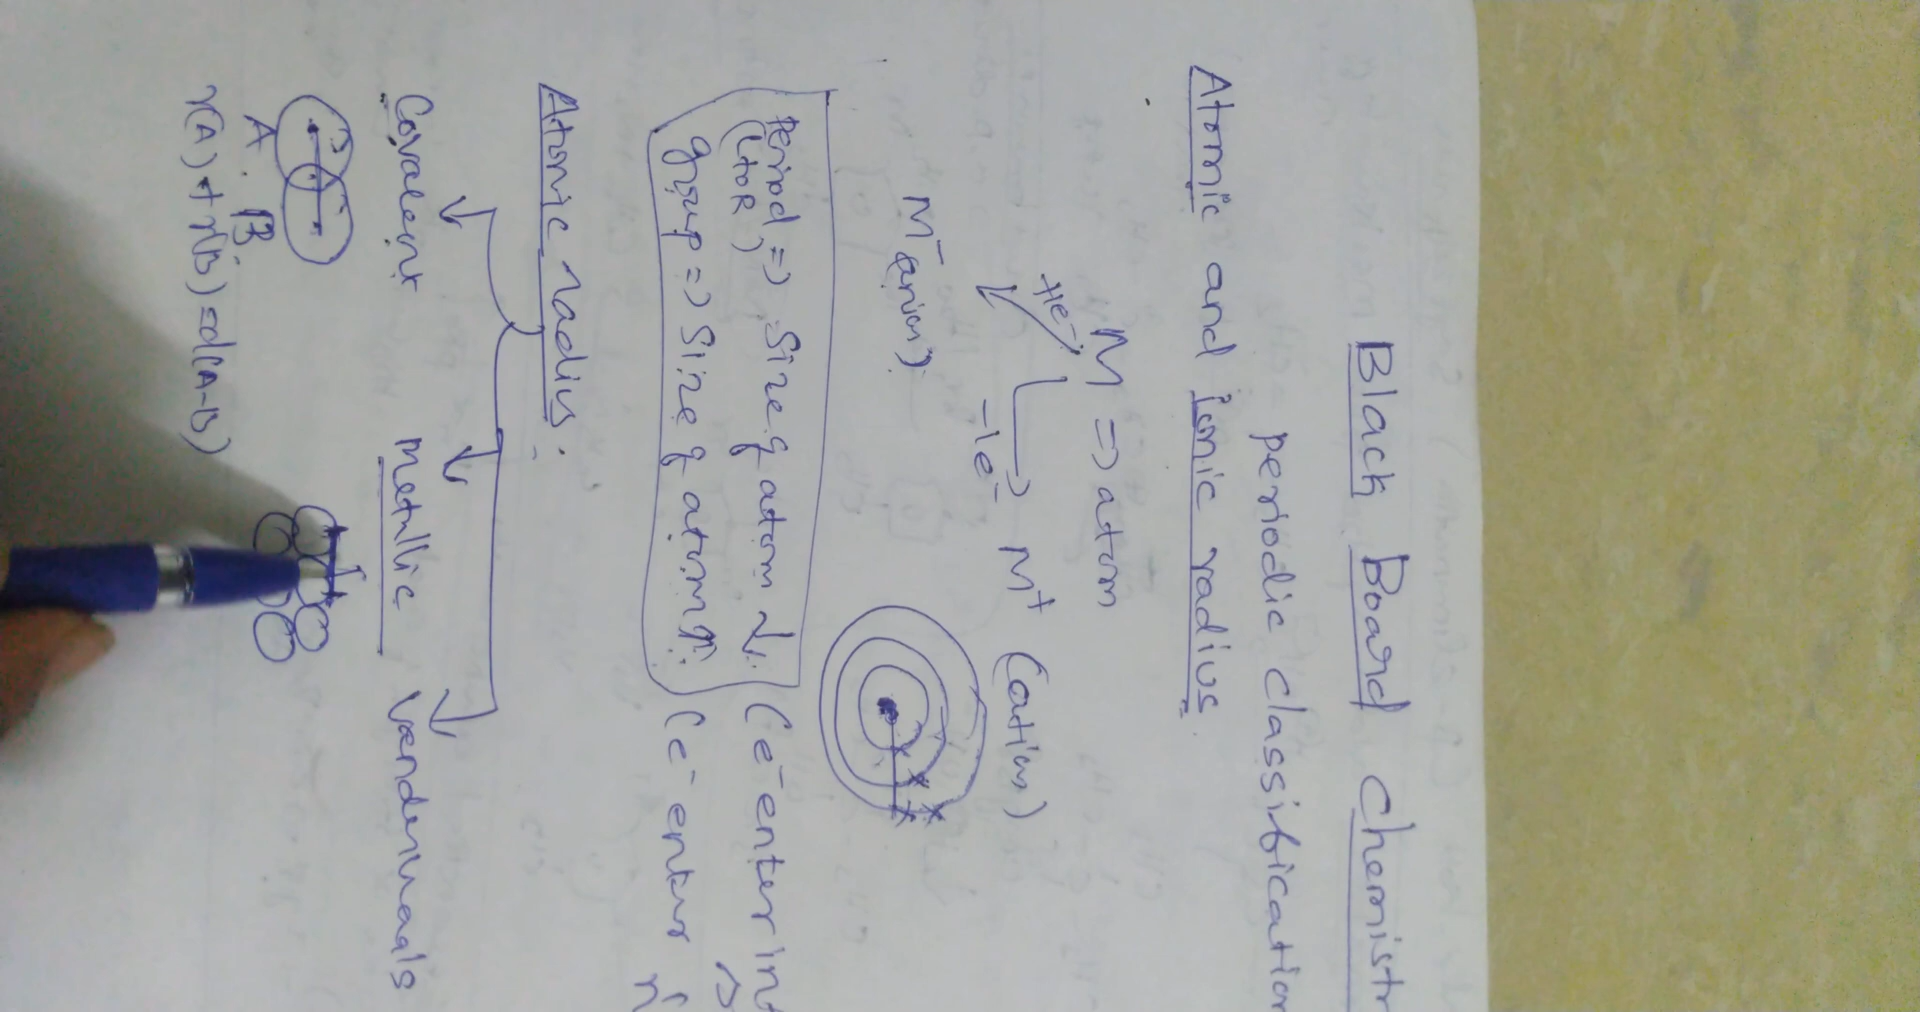 Black Board Chemistr
periodic classification
Atomic and Ionic radius
M => atom
+1e-
-1e-
M- (anion)
M+ (cation)
Period => Size of atom ↓ (e- enter int
(L to R)
group => Size of atom ↑ (e- enter n
Atomic radius.
Covalent
Metallic
Vanderwaals
A B
r(A) + r(B) = d(A-B)